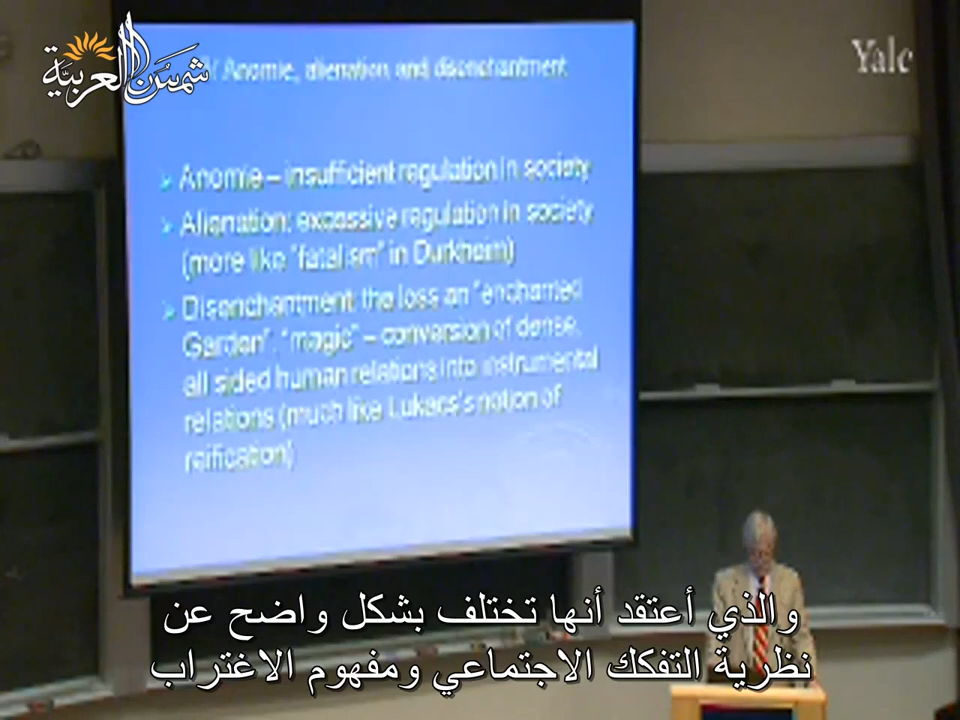 شمس العربية
Yale
Anomie, alienation and disenchantment
Anomie – insufficient regulation in society
Alienation: excessive regulation in society
(more like "fatalism" in Durkheim)
Disenchantment: the loss an "enchanted
Garden", "magic" – conversion of dense,
all sided human relations into instrumental
relations (much like Lukacs's notion of
reification)
والذي أعتقد أنها تختلف بشكل واضح عن
نظرية التفكك الاجتماعي ومفهوم الاغتراب